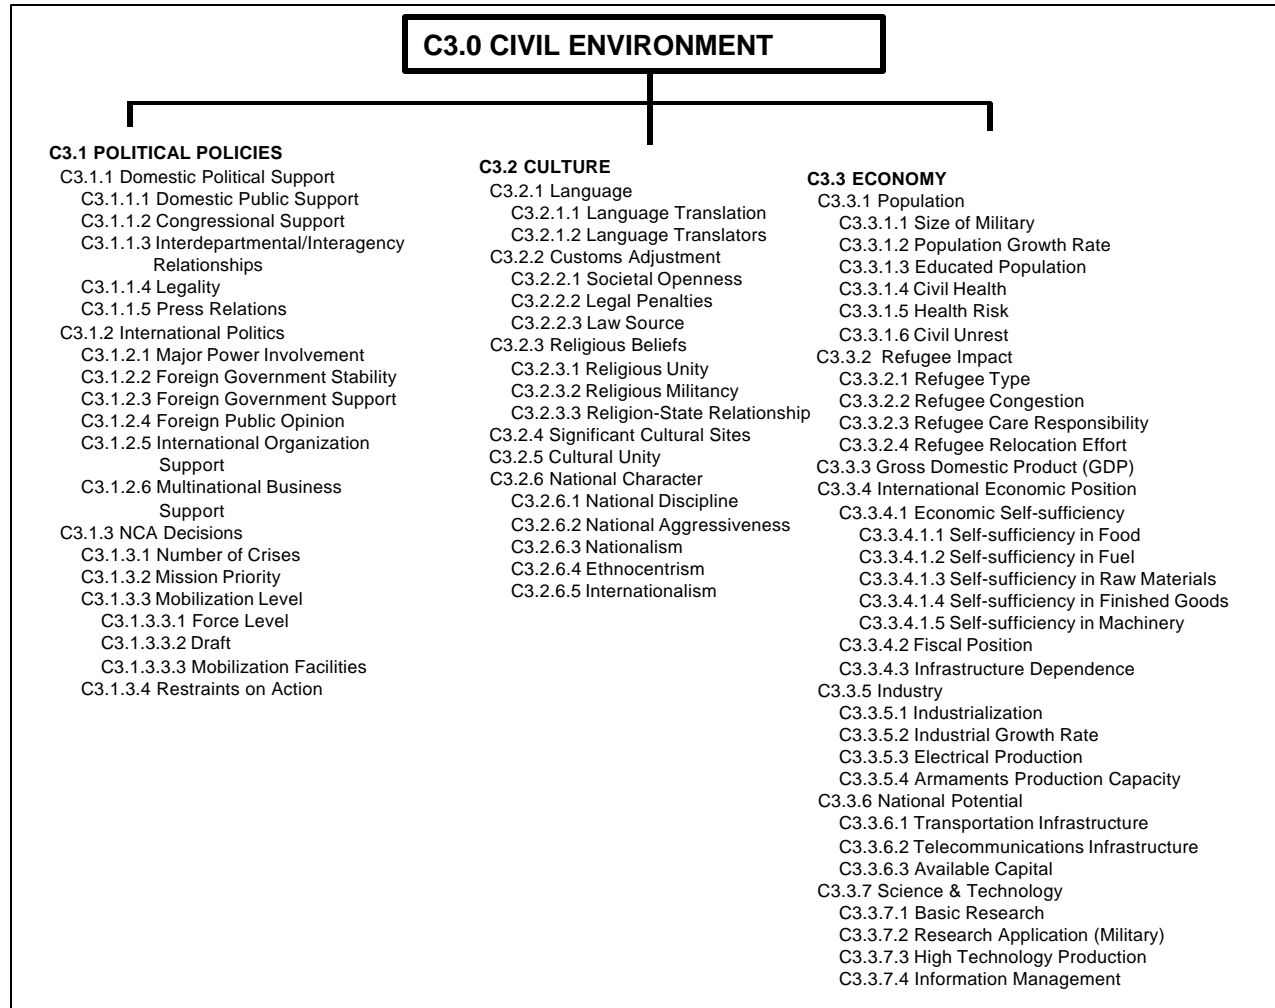 C3.0 CIVIL ENVIRONMENT
C3.1 POLITICAL POLICIES
C3.1.1 Domestic Political Support
C3.1.1.1 Domestic Public Support
C3.1.1.2 Congressional Support
C3.1.1.3 Interdepartmental/Interagency
Relationships
C3.1.1.4 Legality
C3.1.1.5 Press Relations
C3.1.2 International Politics
C3.1.2.1 Major Power Involvement
C3.1.2.2 Foreign Government Stability
C3.1.2.3 Foreign Government Support
C3.1.2.4 Foreign Public Opinion
C3.1.2.5 International Organization
Support
C3.1.2.6 Multinational Business
Support
C3.1.3 NCA Decisions
C3.1.3.1 Number of Crises
C3.1.3.2 Mission Priority
C3.1.3.3 Mobilization Level
C3.1.3.3.1 Force Level
C3.1.3.3.2 Draft
C3.1.3.3.3 Mobilization Facilities
C3.1.3.4 Restraints on Action
C3.2 CULTURE
C3.2.1 Language
C3.2.1.1 Language Translation
C3.2.1.2 Language Translators
C3.2.2 Customs Adjustment
C3.2.2.1 Societal Openness
C3.2.2.2 Legal Penalties
C3.2.2.3 Law Source
C3.2.3 Religious Beliefs
C3.2.3.1 Religious Unity
C3.2.3.2 Religious Militancy
C3.2.3.3 Religion-State Relationship
C3.2.4 Significant Cultural Sites
C3.2.5 Cultural Unity
C3.2.6 National Character
C3.2.6.1 National Discipline
C3.2.6.2 National Aggressiveness
C3.2.6.3 Nationalism
C3.2.6.4 Ethnocentrism
C3.2.6.5 Internationalism
C3.3 ECONOMY
C3.3.1 Population
C3.3.1.1 Size of Military
C3.3.1.2 Population Growth Rate
C3.3.1.3 Educated Population
C3.3.1.4 Civil Health
C3.3.1.5 Health Risk
C3.3.1.6 Civil Unrest
C3.3.2 Refugee Impact
C3.3.2.1 Refugee Type
C3.3.2.2 Refugee Congestion
C3.3.2.3 Refugee Care Responsibility
C3.3.2.4 Refugee Relocation Effort
C3.3.3 Gross Domestic Product (GDP)
C3.3.4 International Economic Position
C3.3.4.1 Economic Self-sufficiency
C3.3.4.1.1 Self-sufficiency in Food
C3.3.4.1.2 Self-sufficiency in Fuel
C3.3.4.1.3 Self-sufficiency in Raw Materials
C3.3.4.1.4 Self-sufficiency in Finished Goods
C3.3.4.1.5 Self-sufficiency in Machinery
C3.3.4.2 Fiscal Position
C3.3.4.3 Infrastructure Dependence
C3.3.5 Industry
C3.3.5.1 Industrialization
C3.3.5.2 Industrial Growth Rate
C3.3.5.3 Electrical Production
C3.3.5.4 Armaments Production Capacity
C3.3.6 National Potential
C3.3.6.1 Transportation Infrastructure
C3.3.6.2 Telecommunications Infrastructure
C3.3.6.3 Available Capital
C3.3.7 Science & Technology
C3.3.7.1 Basic Research
C3.3.7.2 Research Application (Military)
C3.3.7.3 High Technology Production
C3.3.7.4 Information Management